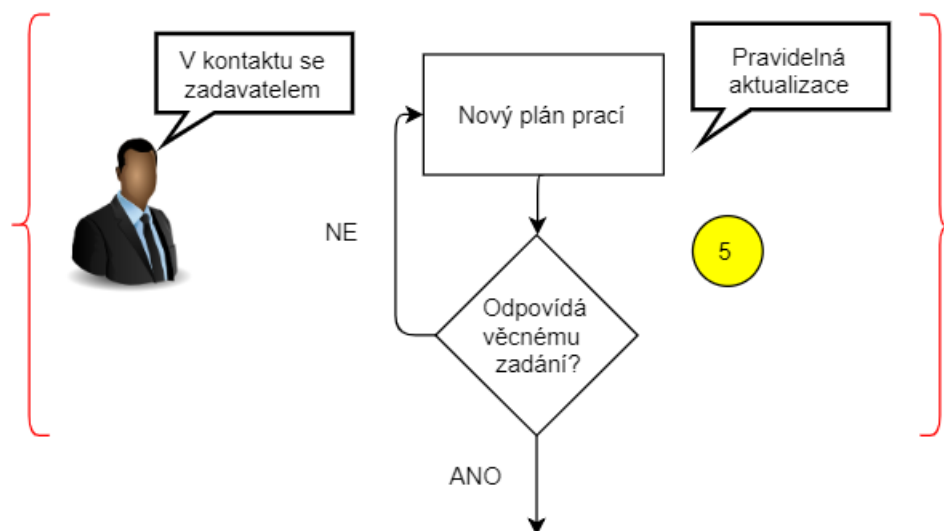 V kontaktu se
zadavatelem
Nový plán prací
Pravidelná
aktualizace
NE
5
Odpovídá
věcnému
zadání?
ANO